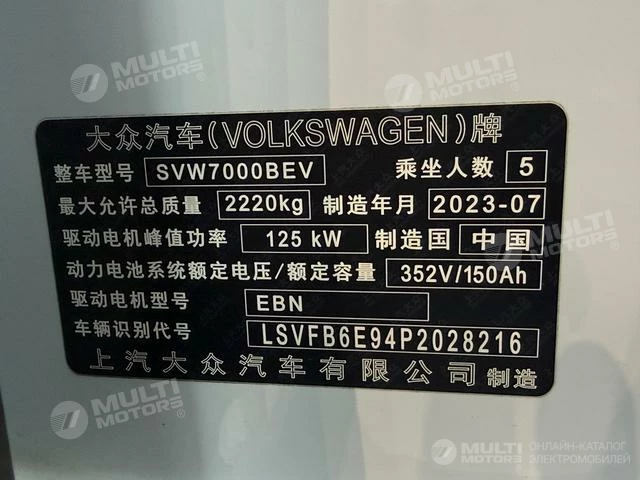 MULTI MOTORS
MULTI MOTORS
MULTI MOTORS
大众汽车(VOLKSWAGEN)牌
整车型号 SVW7000BEV 乘坐人数 5
最大允许总质量 2220kg 制造年月 2023-07
驱动电机峰值功率 125 kW 制造国 中国
动力电池系统额定电压/额定容量 352V/150Ah
驱动电机型号 EBN
车辆识别代号 LSVFB6E94P2028216
上汽大众汽车有限公司 制造
MULTI MOTORS
MULTI MOTORS ОНЛАЙН-КАТАЛОГ ЭЛЕКТРОМОБИЛЕЙ